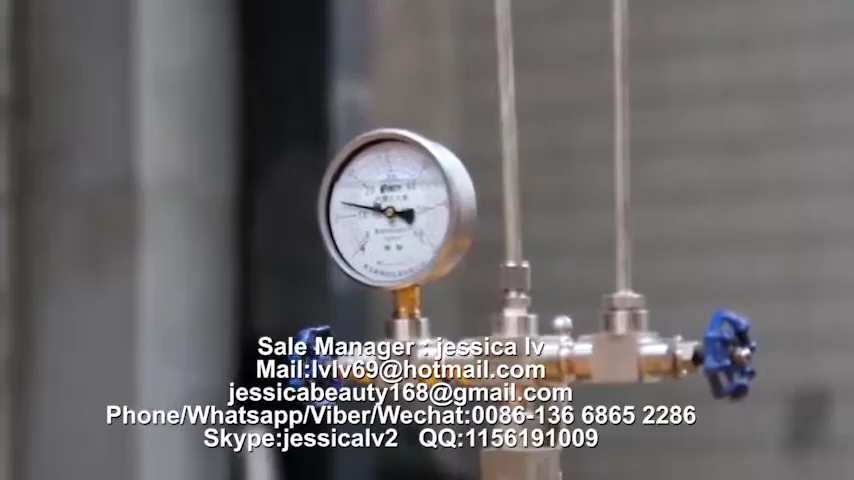 Sale Manager : jessica lv
Mail:lvlv69@hotmail.com
jessicabeauty168@gmail.com
Phone/Whatsapp/Viber/Wechat:0086-136 6865 2286
Skype:jessicalv2 QQ:1156191009